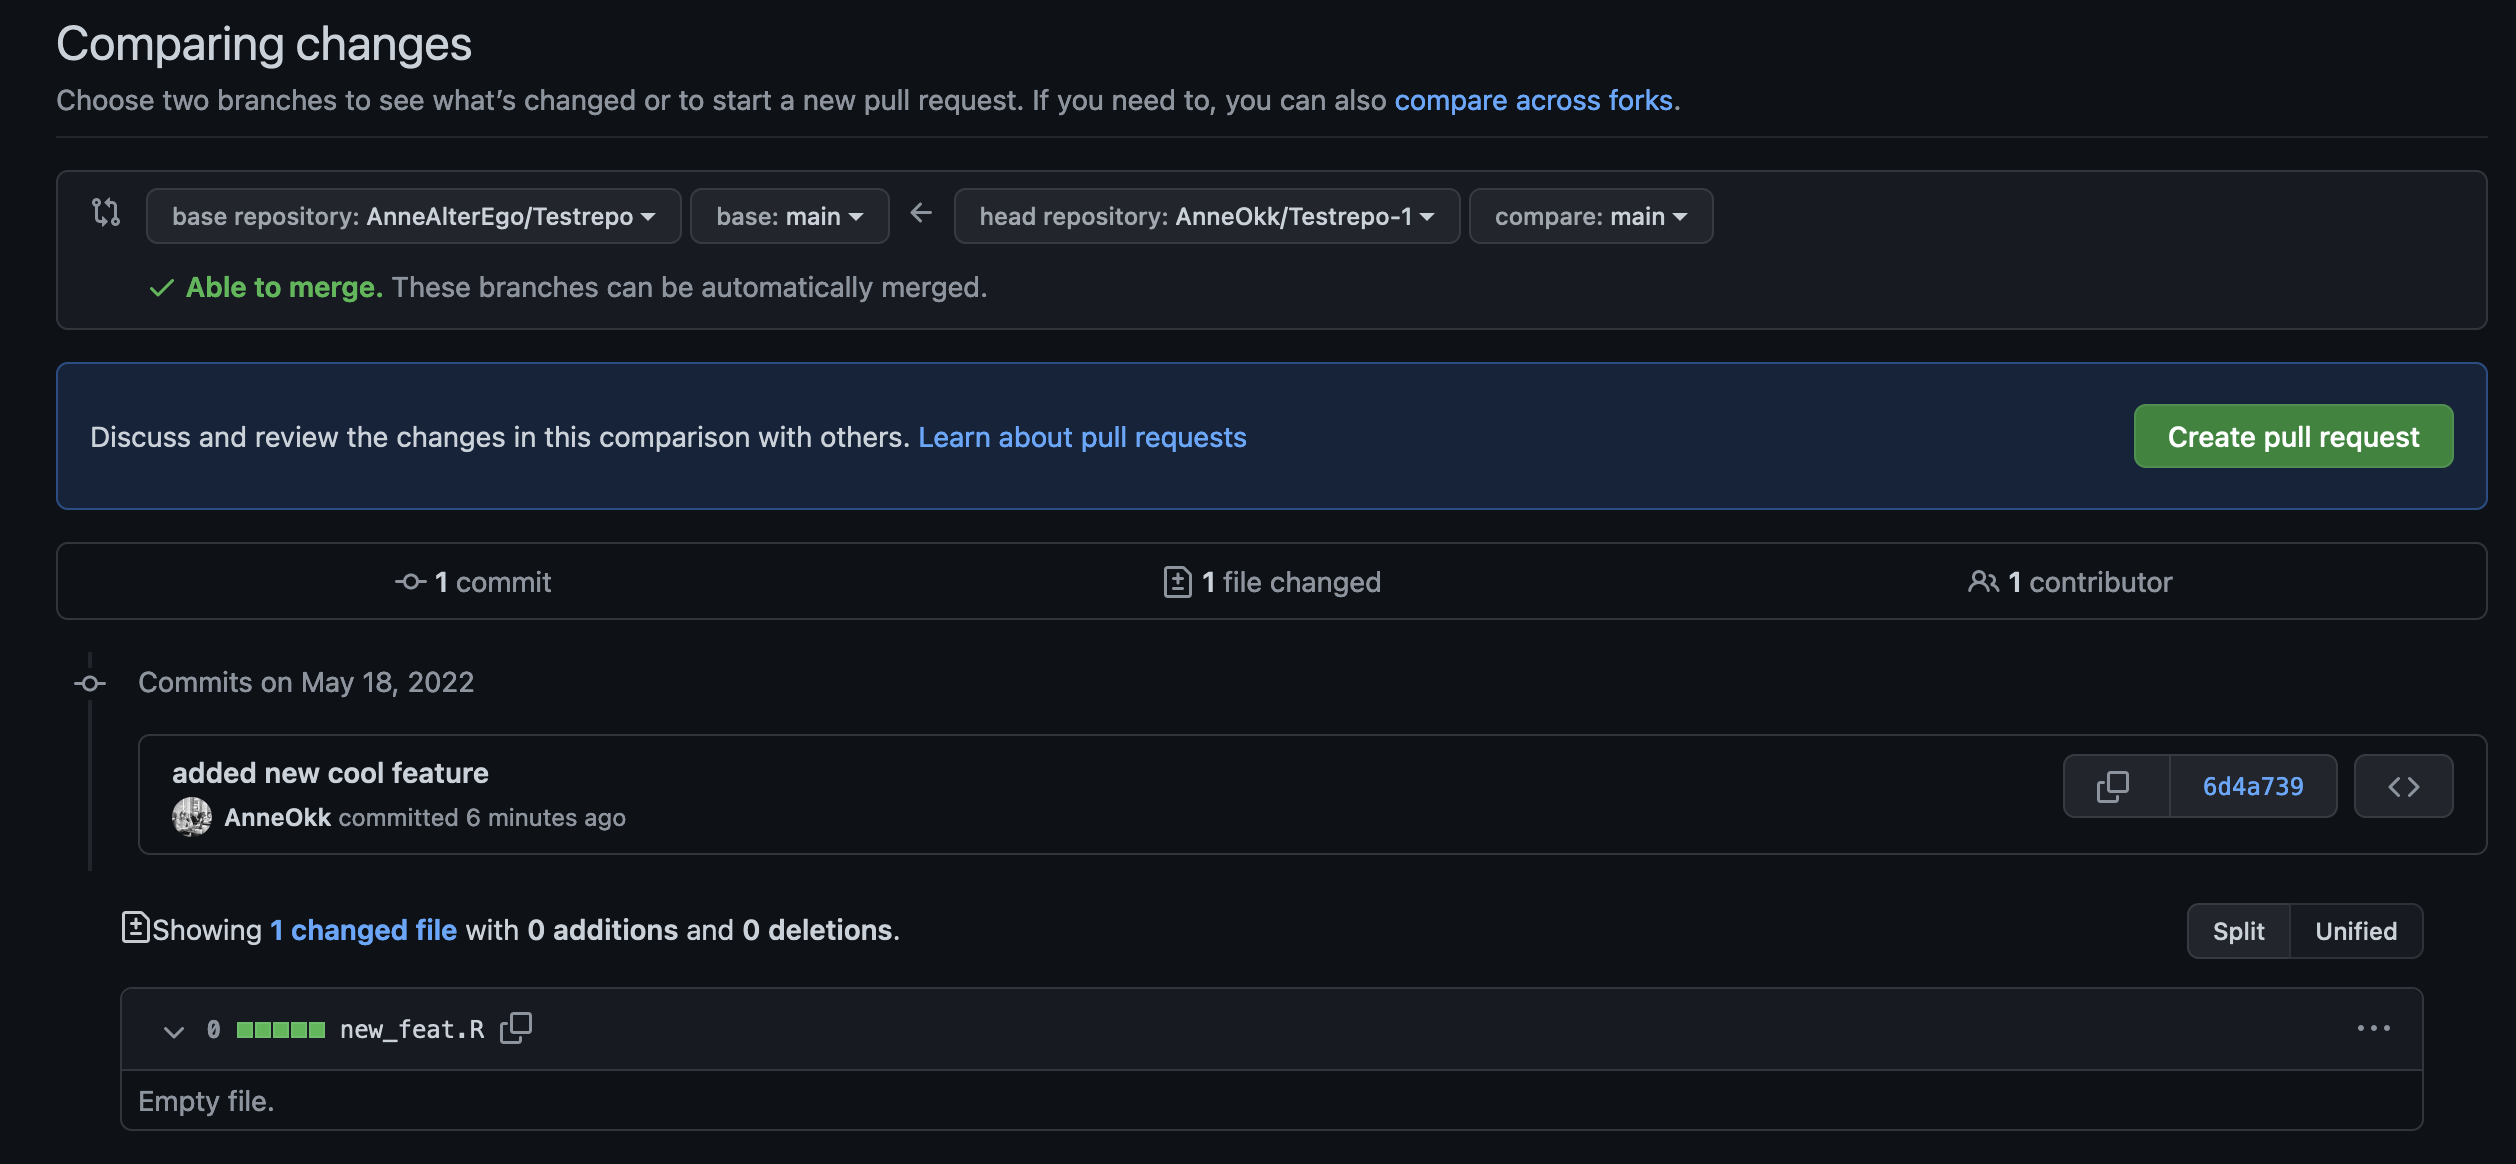 Comparing changes
Choose two branches to see what’s changed or to start a new pull request. If you need to, you can also compare across forks.
base repository: AnneAlterEgo/Testrepo base: main head repository: AnneOkk/Testrepo-1 compare: main
Able to merge. These branches can be automatically merged.
Discuss and review the changes in this comparison with others. Learn about pull requests Create pull request
1 commit 1 file changed 1 contributor
Commits on May 18, 2022
added new cool feature
6d4a739
AnneOkk committed 6 minutes ago
Showing 1 changed file with 0 additions and 0 deletions. Split Unified
0 new_feat.R
Empty file.